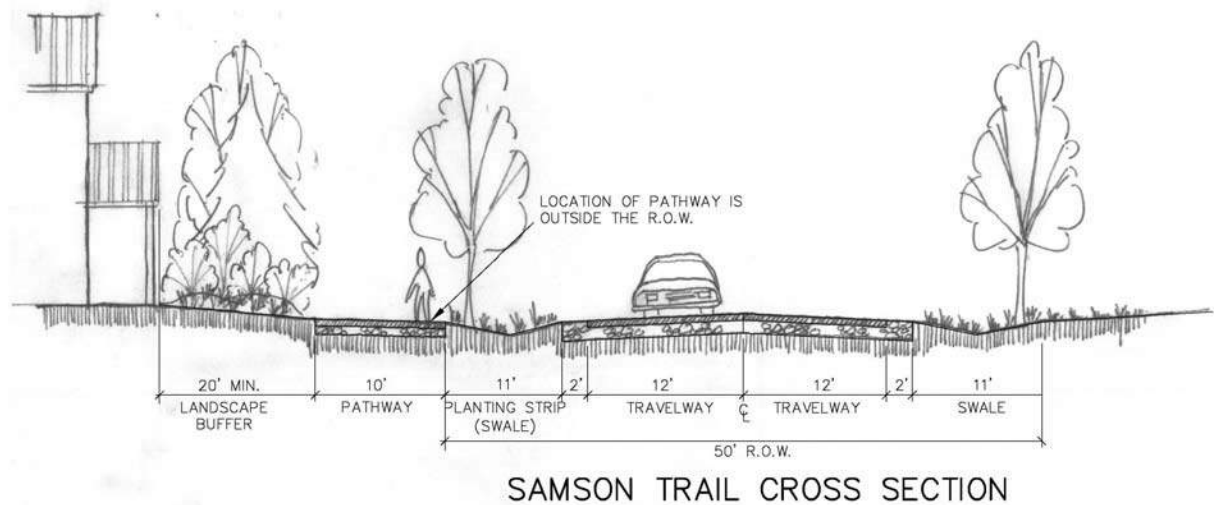 LOCATION OF PATHWAY IS
OUTSIDE THE R.O.W.
20' MIN.
LANDSCAPE
BUFFER
10'
PATHWAY
11'
PLANTING STRIP
(SWALE)
2'
12'
TRAVELWAY
℄
12'
TRAVELWAY
2'
11'
SWALE
50' R.O.W.
SAMSON TRAIL CROSS SECTION